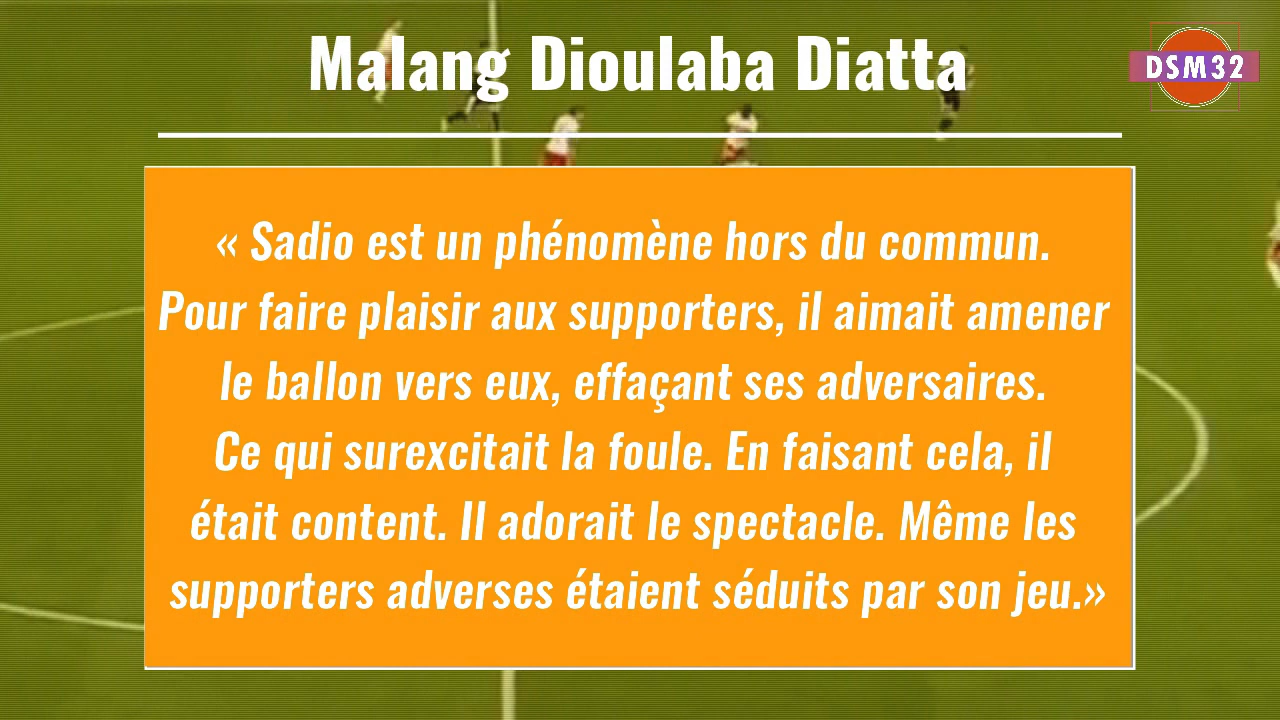 Malang Dioulaba Diatta
DSM32
« Sadio est un phénomène hors du commun.
Pour faire plaisir aux supporters, il aimait amener
le ballon vers eux, effaçant ses adversaires.
Ce qui surexcitait la foule. En faisant cela, il
était content. Il adorait le spectacle. Même les
supporters adverses étaient séduits par son jeu.»